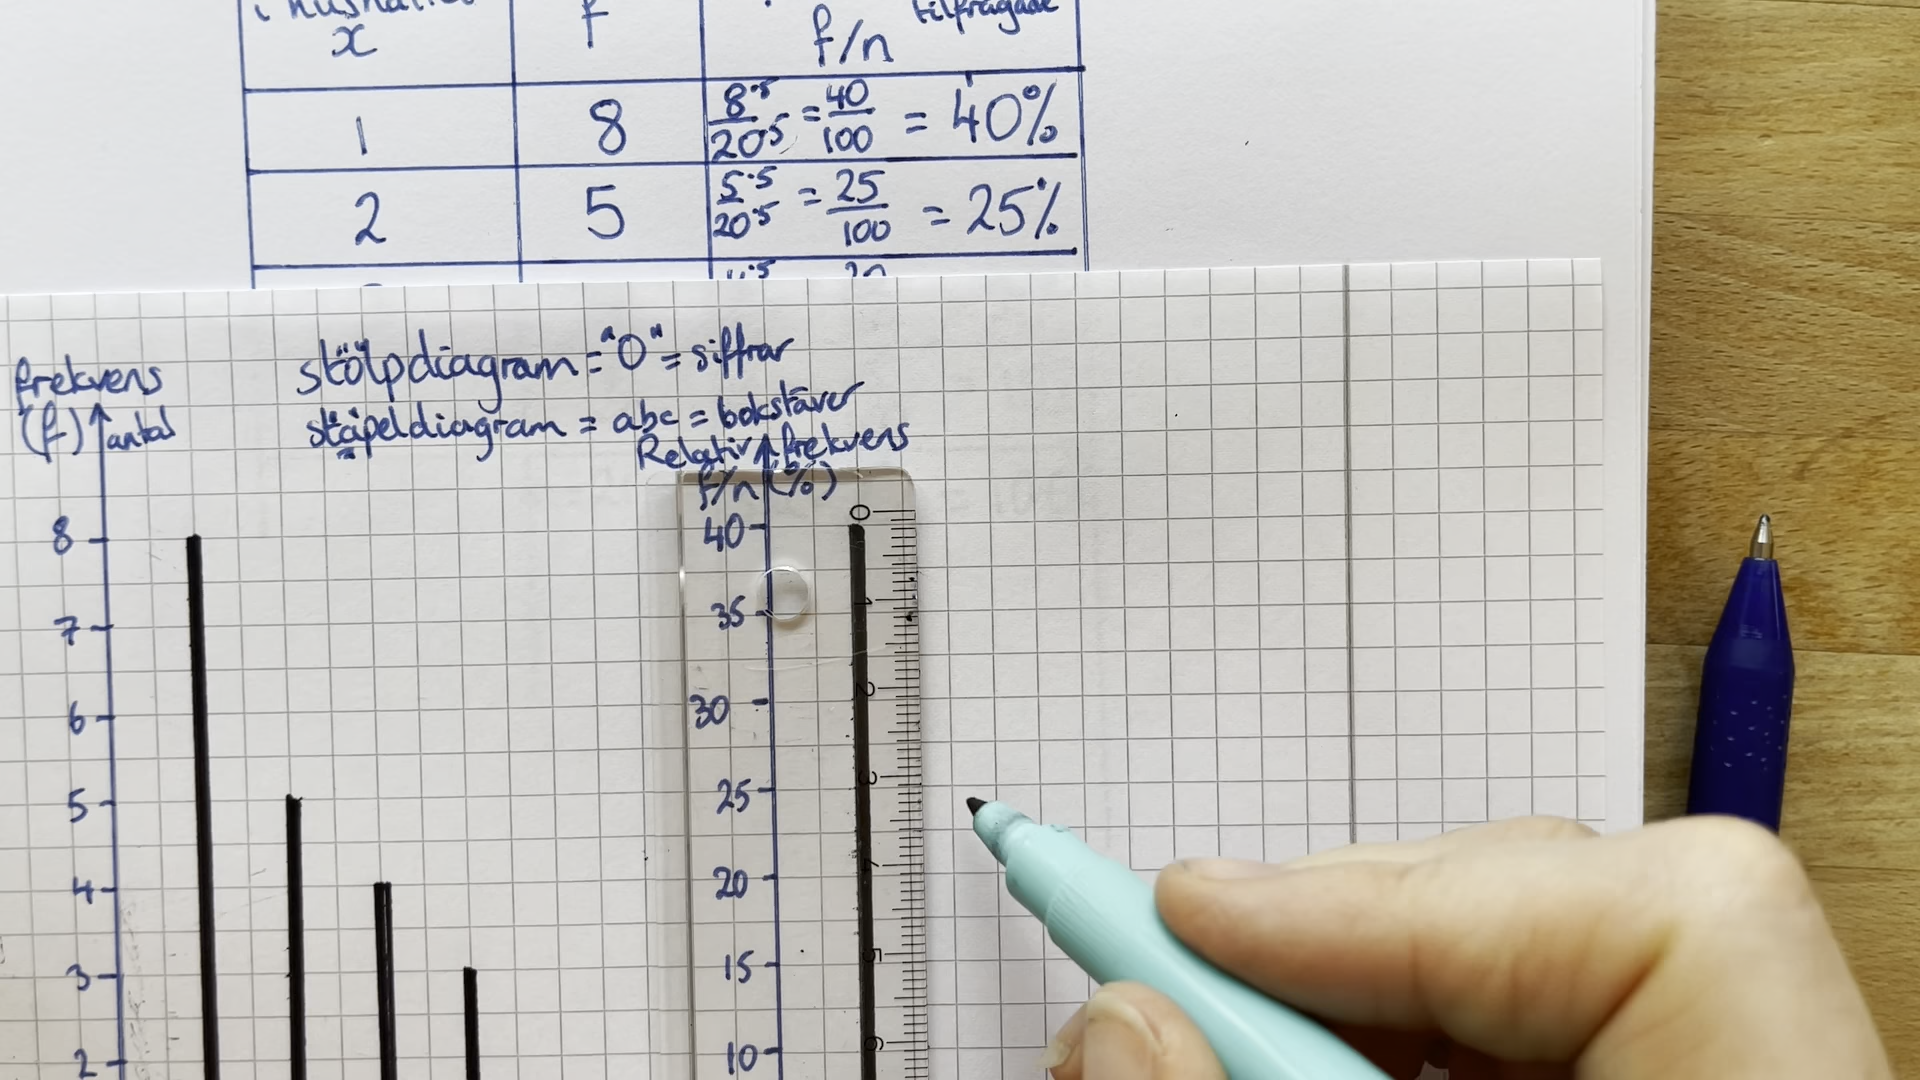 x f f/n tilfrågade
1 8 8·5/20·5 = 40/100 = 40%
2 5 5·5/20·5 = 25/100 = 25%
stölpdiagram = "0" = siffror
stapeldiagram = abc = bokstäver
frekvens
(f) antal
8
7
6
5
4
3
2
Relativ frekvens
f/n (%)
40
35
30
25
20
15
10
0
1
2
3
4
5
6